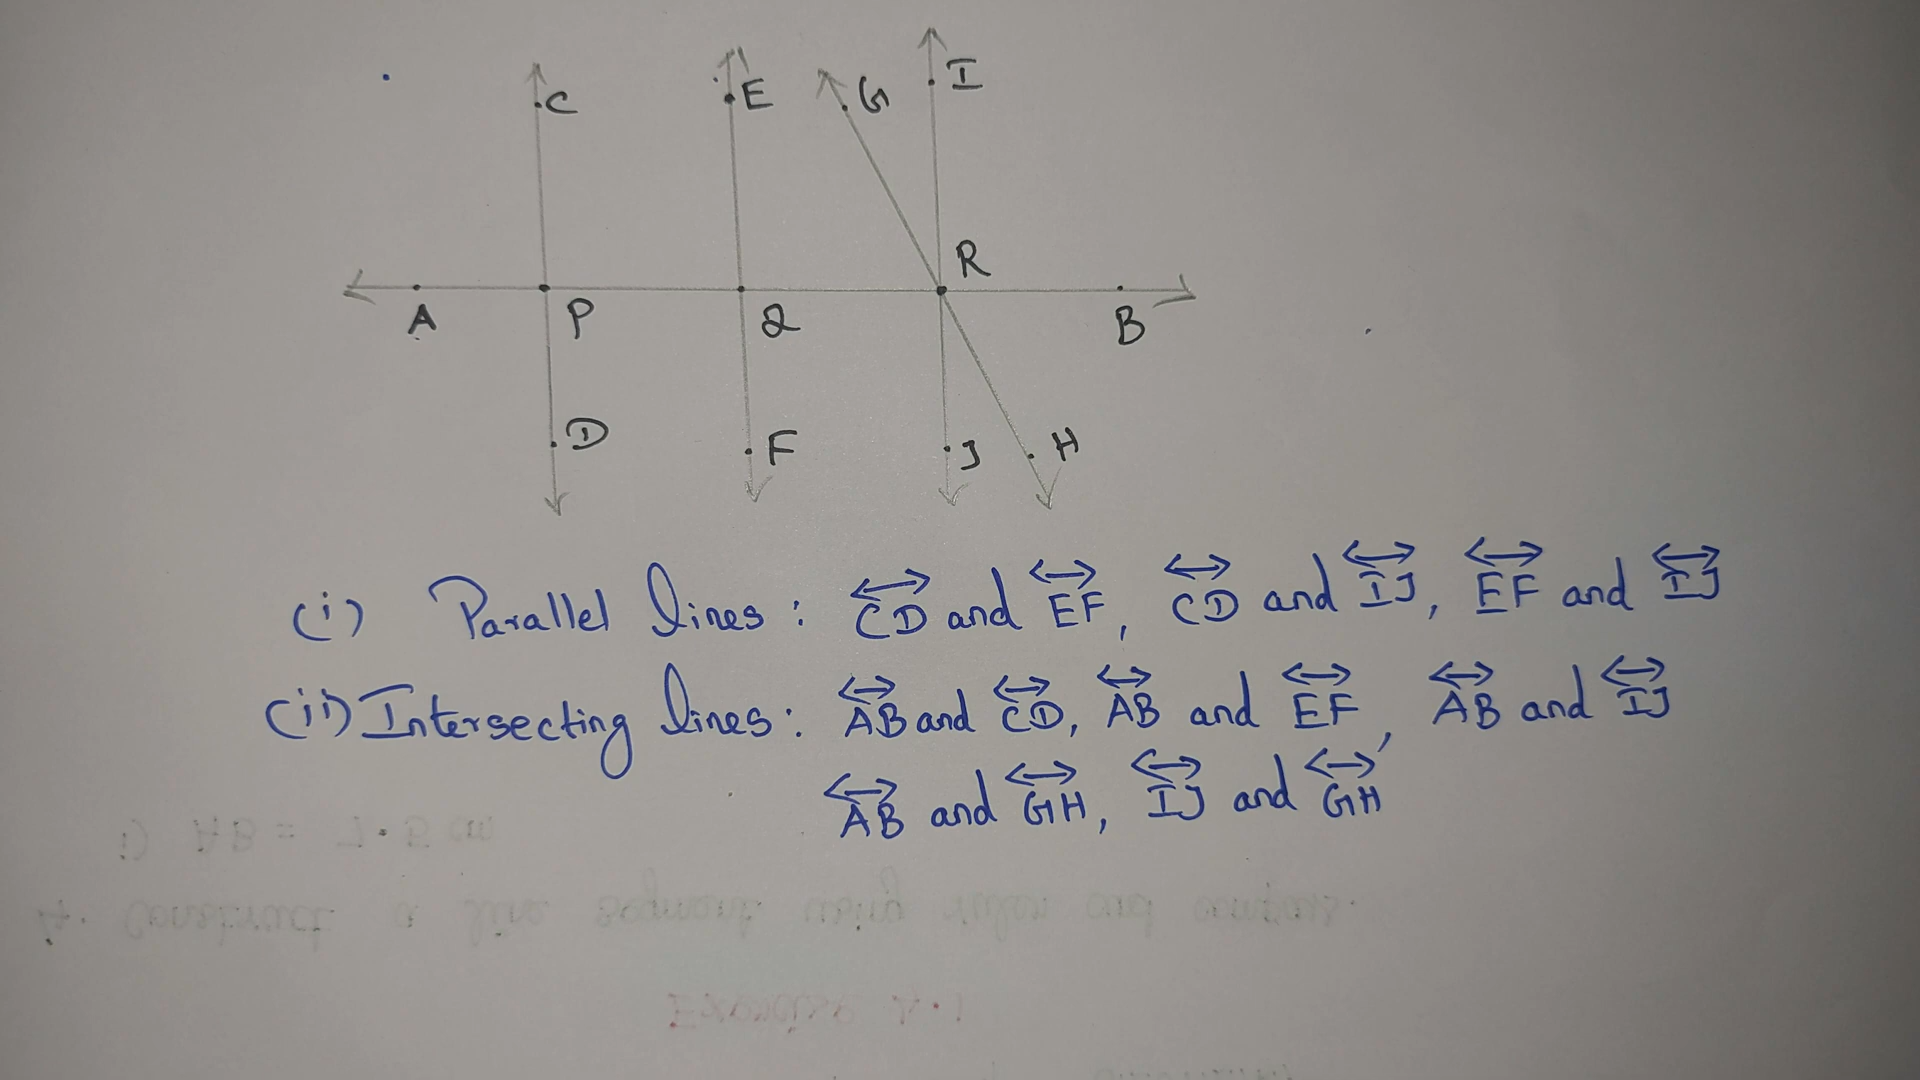 C E G I
R
A P Q B
D F J H
(i) Parallel lines: CD and EF, CD and IJ, EF and IJ
(ii) Intersecting lines: AB and CD, AB and EF, AB and IJ
AB and GH, IJ and GH